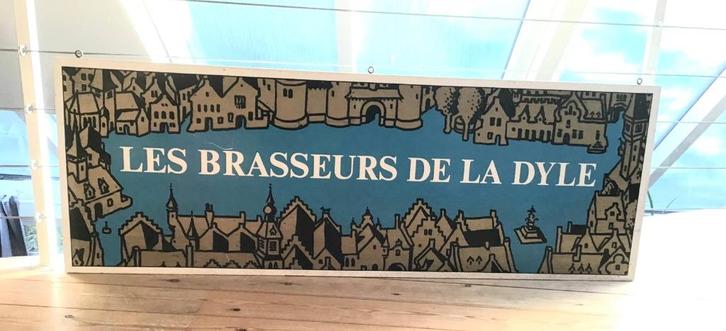 LES BRASSEURS DE LA DYLE